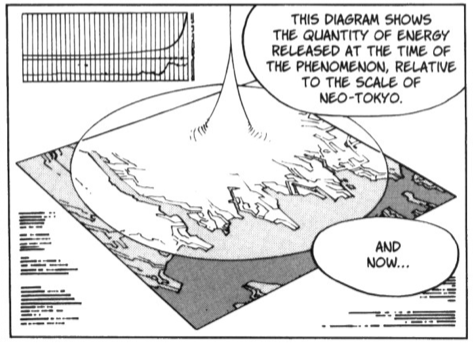 THIS DIAGRAM SHOWS
THE QUANTITY OF ENERGY
RELEASED AT THE TIME OF
THE PHENOMENON, RELATIVE
TO THE SCALE OF
NEO-TOKYO.
AND
NOW...